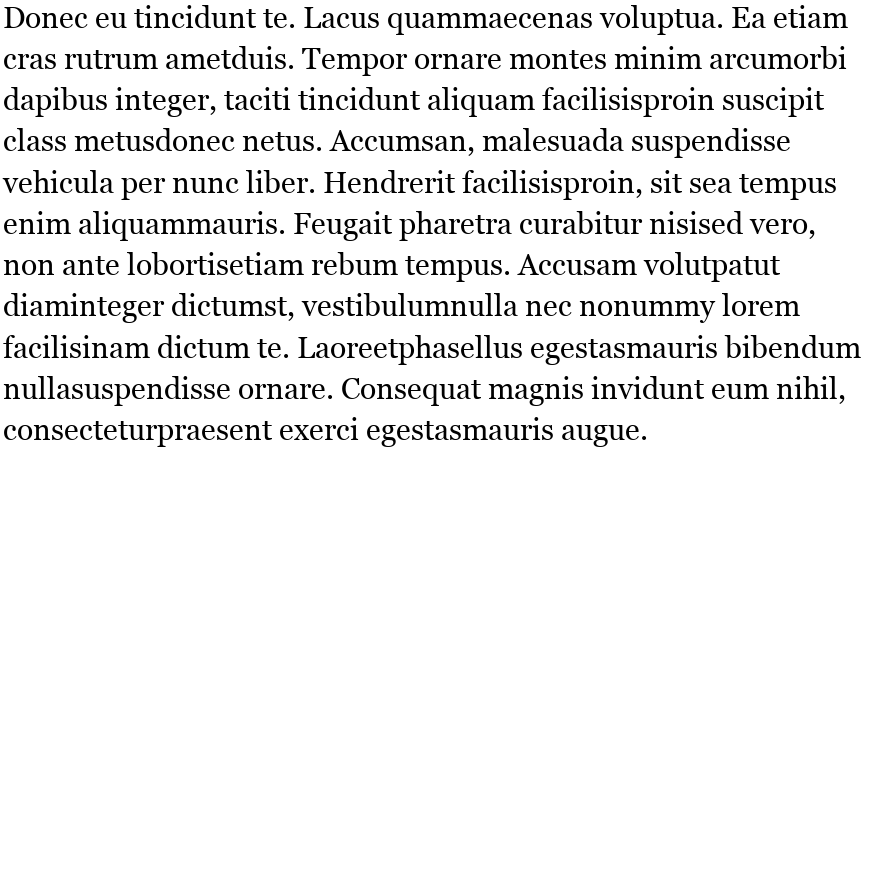 Donec eu tincidunt te. Lacus quammaecenas voluptua. Ea etiam
cras rutrum ametduis. Tempor ornare montes minim arcumorbi
dapibus integer, taciti tincidunt aliquam facilisisproin suscipit
class metusdonec netus. Accumsan, malesuada suspendisse
vehicula per nunc liber. Hendrerit facilisisproin, sit sea tempus
enim aliquammauris. Feugait pharetra curabitur nisised vero,
non ante lobortisetiam rebum tempus. Accusam volutpatut
diaminteger dictumst, vestibulumnulla nec nonummy lorem
facilisinam dictum te. Laoreetphasellus egestasmauris bibendum
nullasuspendisse ornare. Consequat magnis invidunt eum nihil,
consecteturpraesent exerci egestasmauris augue.